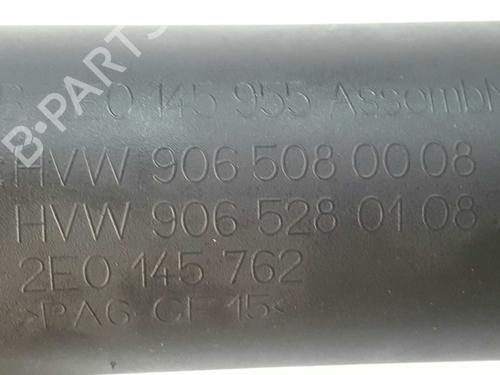 2E0 145 955 Assembl
HVW 906 508 00 08
HVW 906 528 01 08
2E0 145 762
>PA6 GF 15<
B-PARTS